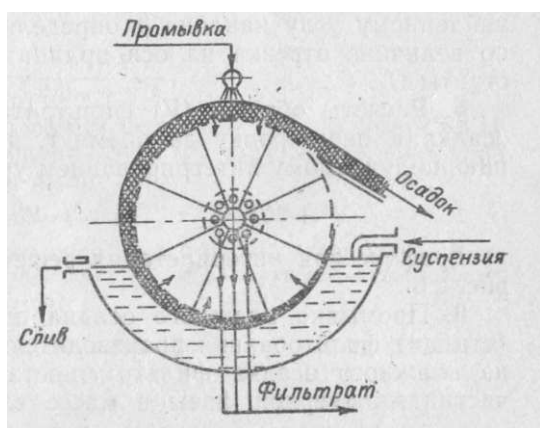 Промывка
Осадок
Суспензия
Слив
Фильтрат